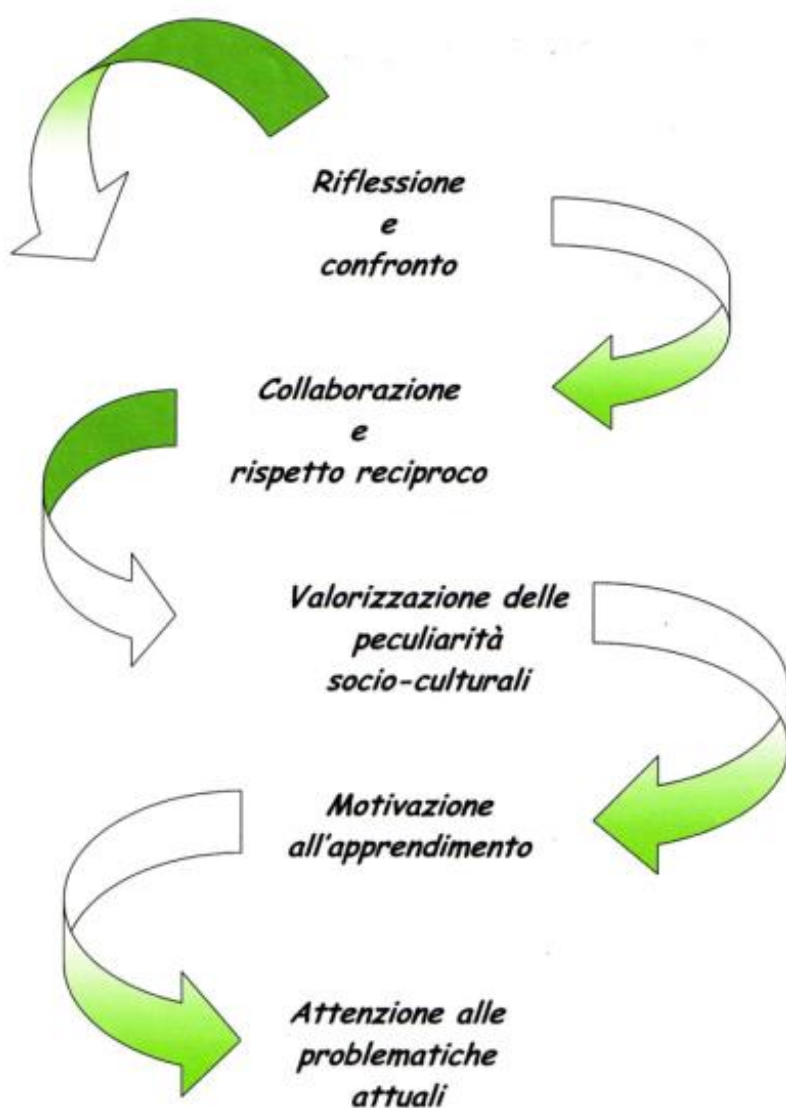 Riflessione
e
confronto
Collaborazione
e
rispetto reciproco
Valorizzazione delle
peculiarità
socio-culturali
Motivazione
all'apprendimento
Attenzione alle
problematiche
attuali